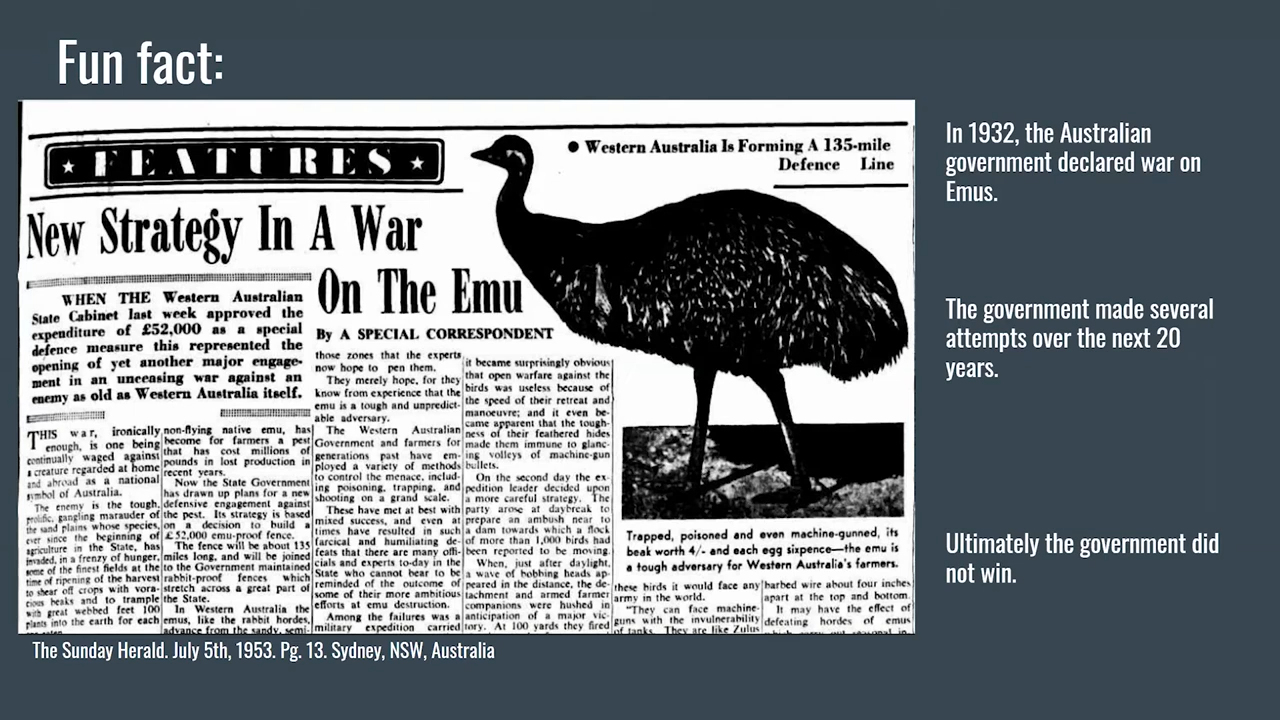 Fun fact:
★ FEATURES ★
● Western Australia Is Forming A 135-mile
Defence Line
New Strategy In A War
On The Emu
By A SPECIAL CORRESPONDENT
WHEN THE Western Australian
State Cabinet last week approved the
expenditure of £52,000 as a special
defence measure this represented the
opening of yet another major engage-
ment in an unceasing war against an
enemy as old as Western Australia itself.
THIS war, ironically
enough, is one being
continually waged against
a creature regarded at home
and abroad as a national
symbol of Australia.
The enemy is the tough,
prolific, gangling marauder of
the sand plains whose species,
ever since the beginning of
agriculture in the State, has
invaded, in a frenzy of hunger,
some of the finest fields at the
time of ripening of the harvest
to shear off crops with vora-
cious beaks and to trample
with great webbed feet 100
plants into the earth for each
non-flying native emu, has
become for farmers a pest
that has cost millions of
pounds in lost production in
recent years.
Now the State Government
has drawn up plans for a new
defensive engagement against
the pest. Its strategy is based
on a decision to build a
£52,000 emu-proof fence.
The fence will be about 135
miles long, and will be joined
to the Government maintained
rabbit-proof fences which
stretch across a great part of
the State.
In Western Australia the
emus, like the rabbit hordes,
advance from the sandy, semi-
those zones that the experts
now hope to pen them.
They merely hope, for they
know from experience that the
emu is a tough and unpredict-
able adversary.
The Western Australian
Government and farmers for
generations past have em-
ployed a variety of methods
to control the menace, includ-
ing poisoning, trapping, and
shooting on a grand scale.
These have met at best with
mixed success, and even at
times have resulted in such
farcical and humiliating de-
feats that there are many offi-
cials and experts to-day in the
State who cannot bear to be
reminded of the outcome of
some of their more ambitious
efforts at emu destruction.
Among the failures was a
military expedition carried
it became surprisingly obvious
that open warfare against the
birds was useless because of
the speed of their retreat and
manoeuvre; and it even be-
came apparent that the tough-
ness of their feathered hides
made them immune to glanc-
ing volleys of machine-gun
bullets.
On the second day the ex-
pedition leader decided upon
a more careful strategy. The
party arose at daybreak to
prepare an ambush near to
a dam towards which a flock
of more than 1,000 birds had
been reported to be moving.
When, just after daylight,
a wave of bobbing heads ap-
peared in the distance, the de-
tachment and armed farmer
companions were hushed in
anticipation of a major vic-
tory. At 100 yards they fired
Trapped, poisoned and even machine-gunned, its
beak worth 4/- and each egg sixpence—the emu is
a tough adversary for Western Australia's farmers.
these birds it would face any
army in the world.
"They can face machine-
guns with the invulnerability
of tanks. They are like Zulus
barbed wire about four inches
apart at the top and bottom.
It may have the effect of
defeating hordes of emus
The Sunday Herald. July 5th, 1953. Pg. 13. Sydney, NSW, Australia
In 1932, the Australian
government declared war on
Emus.
The government made several
attempts over the next 20
years.
Ultimately the government did
not win.